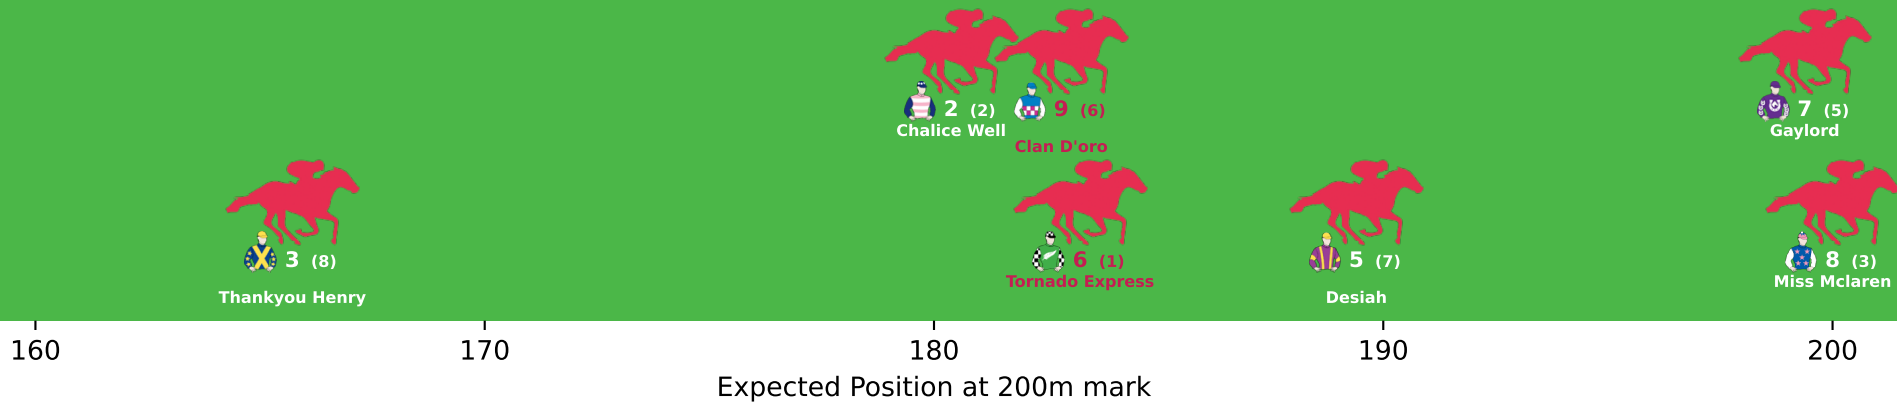 2 (2)
Chalice Well
9 (6)
Clan D'oro
7 (5)
Gaylord
3 (8)
Thankyou Henry
6 (1)
Tornado Express
5 (7)
Desiah
8 (3)
Miss Mclaren
160 170 180 190 200
Expected Position at 200m mark